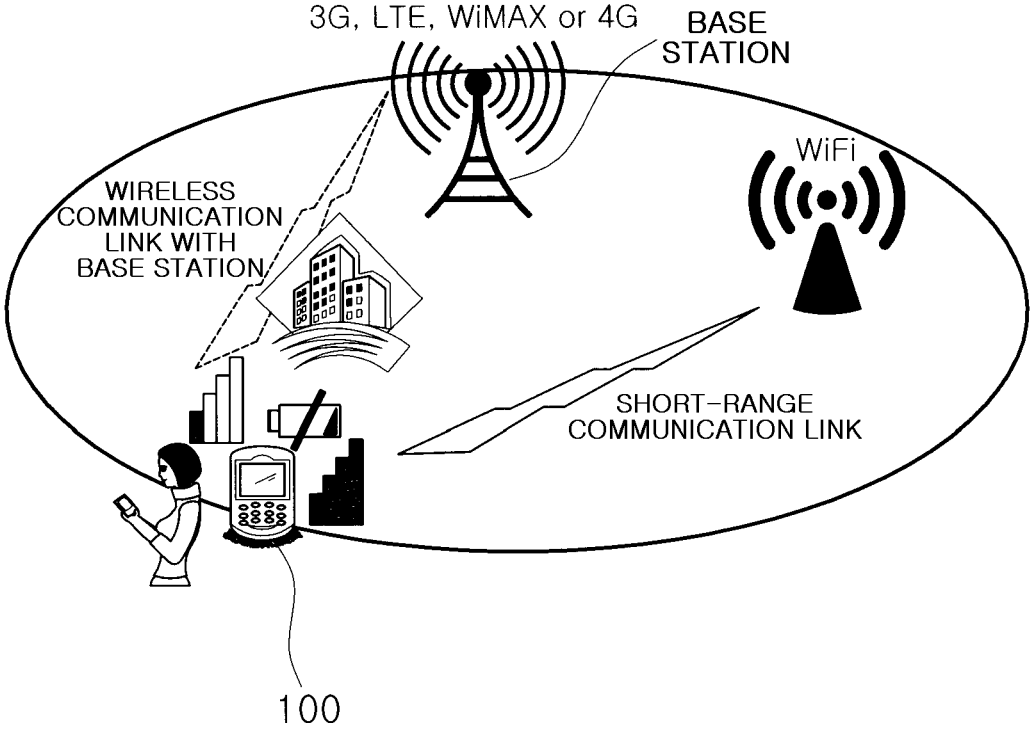 3G, LTE, WiMAX or 4G
BASE
STATION
WiFi
WIRELESS
COMMUNICATION
LINK WITH
BASE STATION
SHORT-RANGE
COMMUNICATION LINK
100